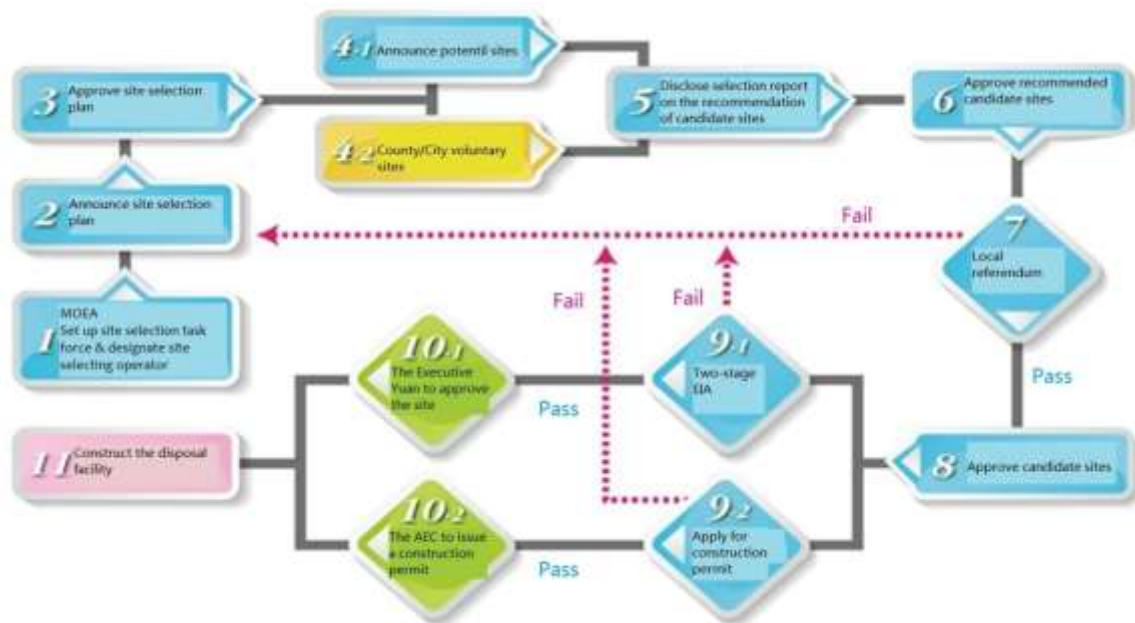 4-1 Announce potentil sites
3 Approve site selection
plan
5 Disclose selection report
on the recommendation
of candidate sites
6 Approve recommended
candidate sites
4-2 County/City voluntary
sites
2 Announce site selection
plan
Fail
7
Local
referendum
1 MOEA
Set up site selection task
force & designate site
selecting operator
Fail
Fail
10-1
The Executive
Yuan to approve
the site
Pass
9-1
Two-stage
EIA
Pass
11 Construct the disposal
facility
8 Approve candidate sites
10-2
The AEC to issue
a construction
permit
Pass
9-2
Apply for
construction
permit